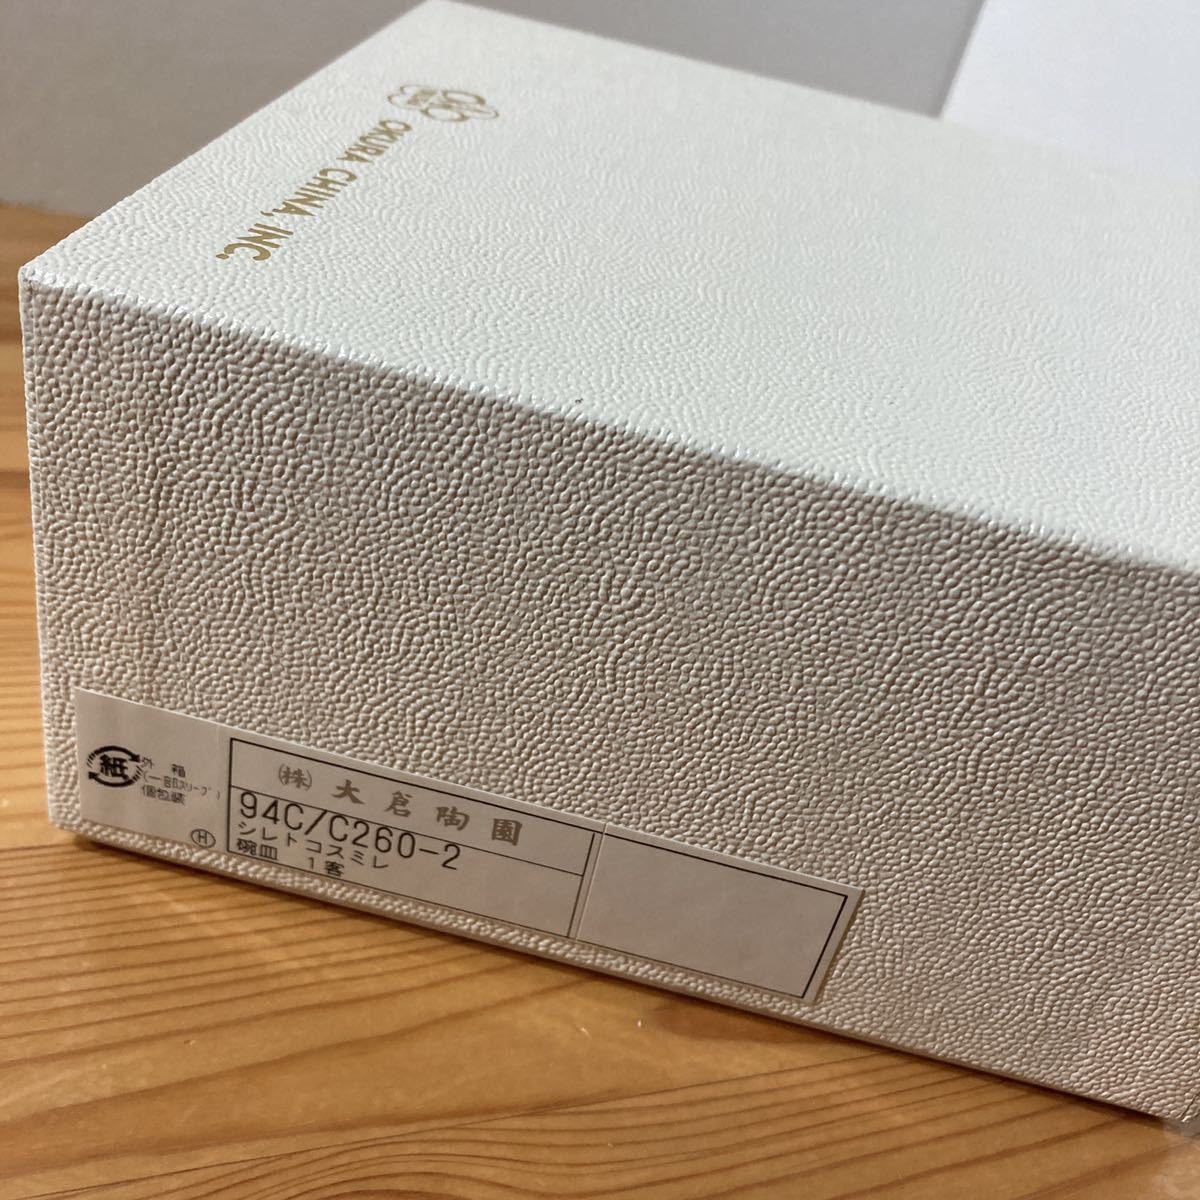 OKURA CHINA, INC.
紙
外箱
(一部スリーブ)
個包装
H
(株) 大倉陶園
94C/C260-2
シレトコスミレ
碗皿 1客